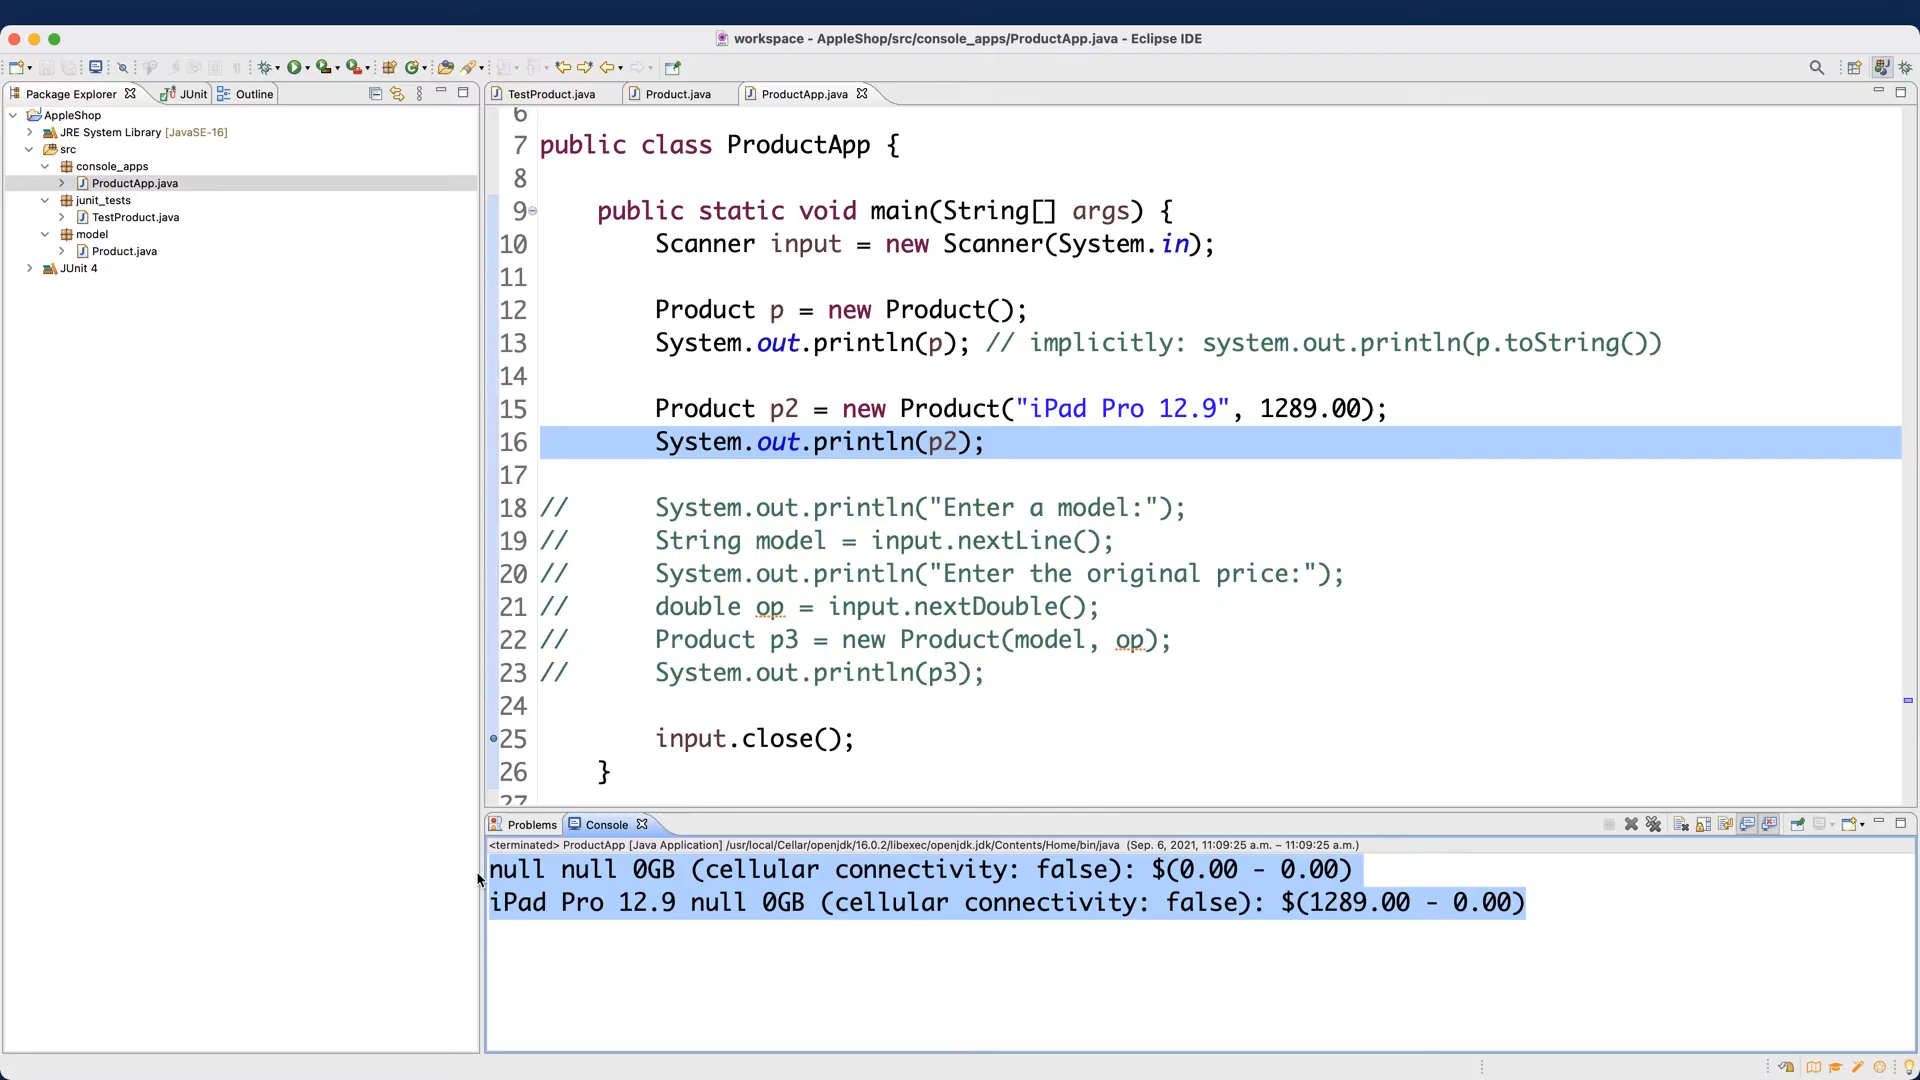 workspace - AppleShop/src/console_apps/ProductApp.java - Eclipse IDE
Package Explorer
JUnit
Outline
TestProduct.java
Product.java
ProductApp.java
AppleShop
JRE System Library [JavaSE-16]
src
console_apps
ProductApp.java
junit_tests
TestProduct.java
model
Product.java
JUnit 4
6
7 public class ProductApp {
8
9 public static void main(String[] args) {
10 Scanner input = new Scanner(System.in);
11
12 Product p = new Product();
13 System.out.println(p); // implicitly: system.out.println(p.toString())
14
15 Product p2 = new Product("iPad Pro 12.9", 1289.00);
16 System.out.println(p2);
17
18 // System.out.println("Enter a model:");
19 // String model = input.nextLine();
20 // System.out.println("Enter the original price:");
21 // double op = input.nextDouble();
22 // Product p3 = new Product(model, op);
23 // System.out.println(p3);
24
25 input.close();
26 }
27
Problems
Console
<terminated> ProductApp [Java Application] /usr/local/Cellar/openjdk/16.0.2/libexec/openjdk.jdk/Contents/Home/bin/java (Sep. 6, 2021, 11:09:25 a.m. – 11:09:25 a.m.)
null null 0GB (cellular connectivity: false): $(0.00 - 0.00)
iPad Pro 12.9 null 0GB (cellular connectivity: false): $(1289.00 - 0.00)